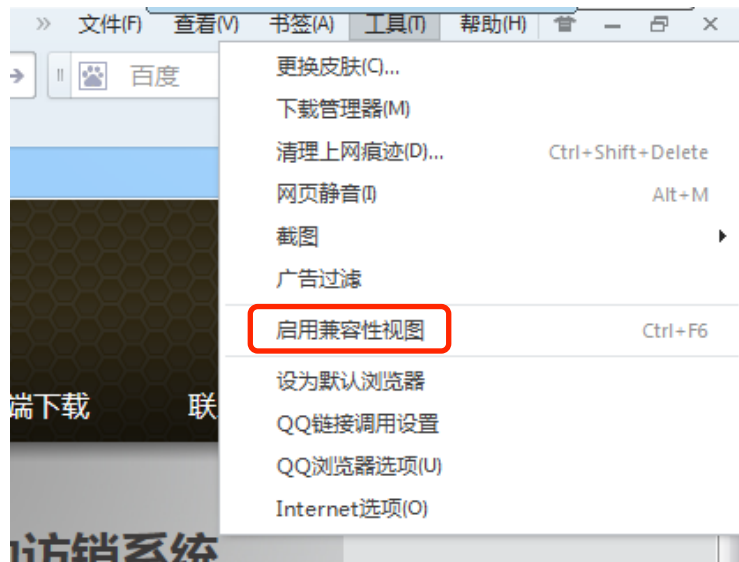 » 文件(F) 查看(V) 书签(A) 工具(T) 帮助(H)
百度
更换皮肤(C)...
下载管理器(M)
清理上网痕迹(D)... Ctrl+Shift+Delete
网页静音(I) Alt+M
截图
广告过滤
启用兼容性视图 Ctrl+F6
设为默认浏览器
端下载 联
QQ链接调用设置
QQ浏览器选项(U)
Internet选项(O)
访销系统